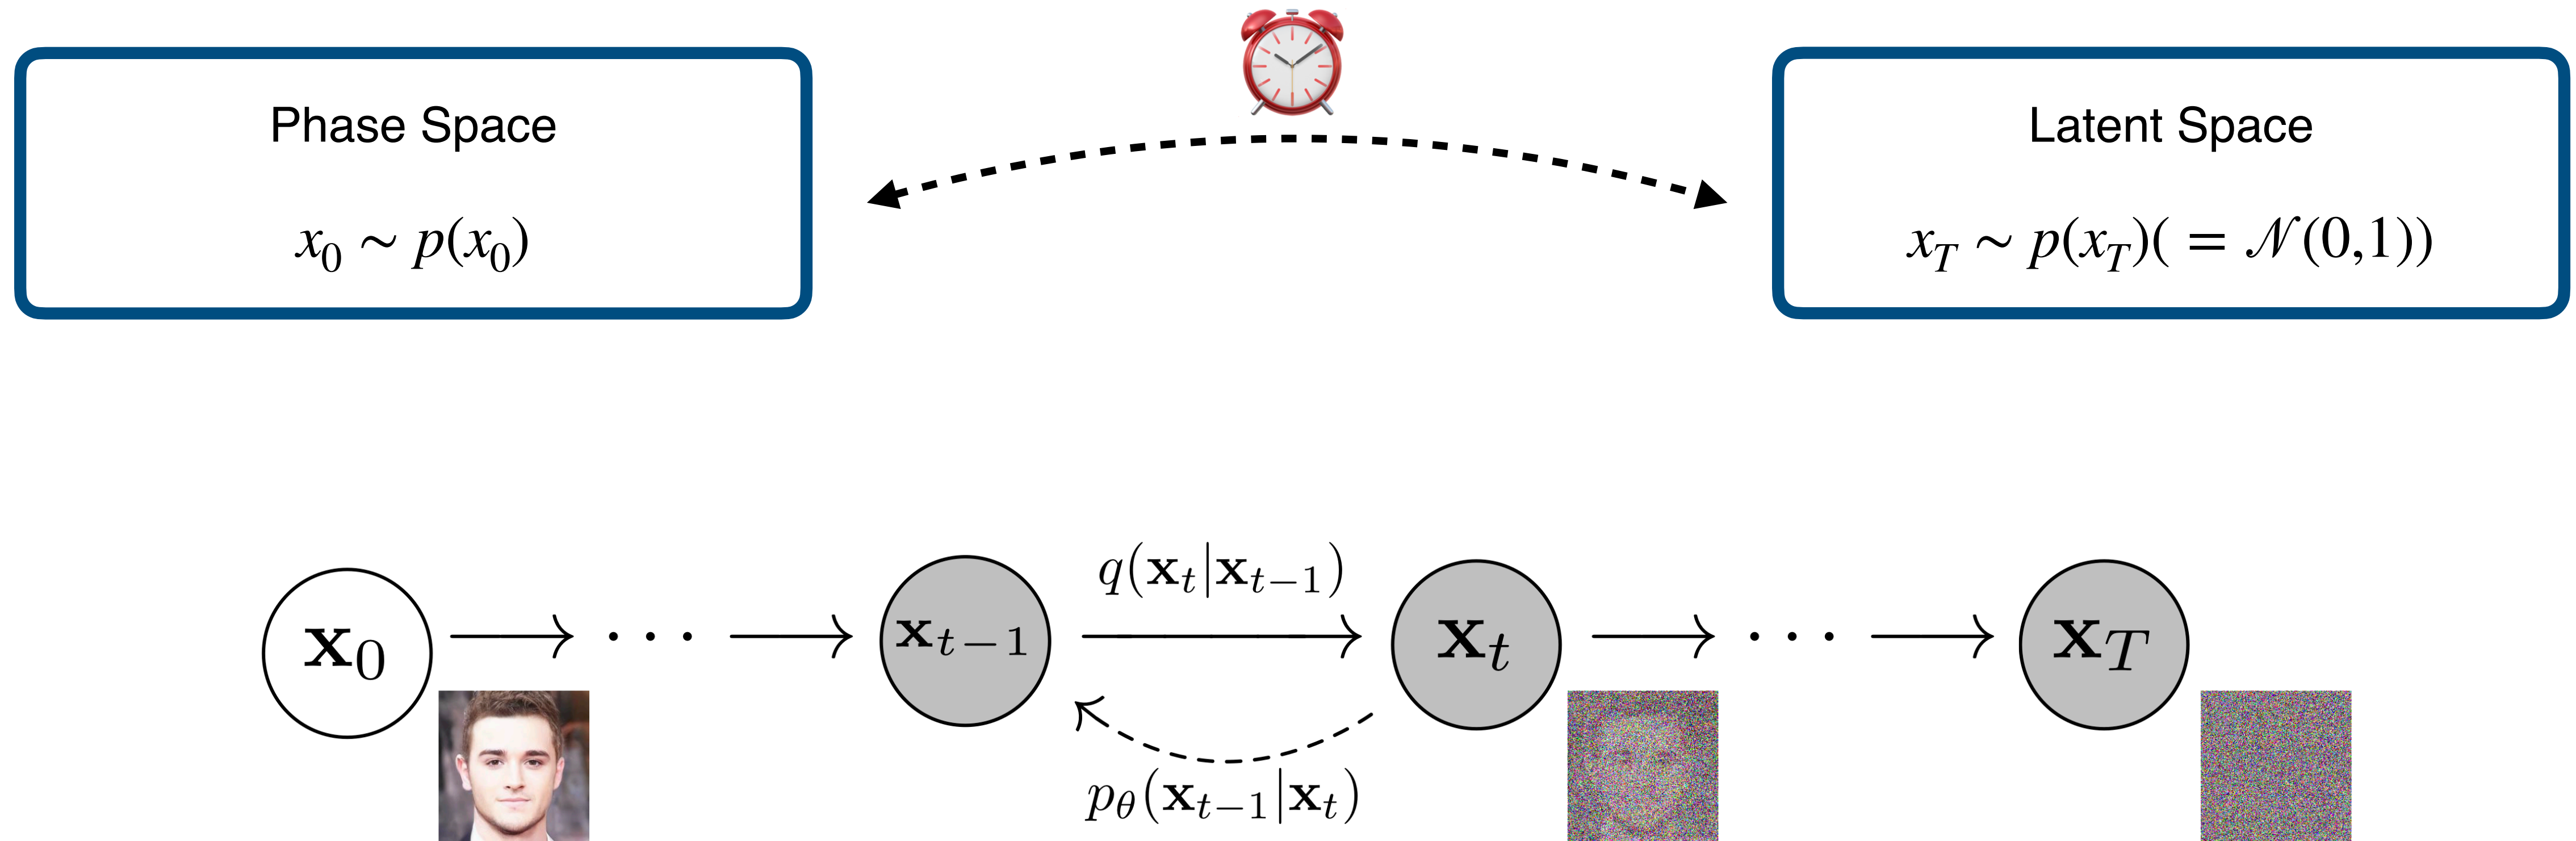 Phase Space
x_0 ∼ p(x_0)
Latent Space
x_T ∼ p(x_T)( = 𝒩(0,1))
q(𝐱_t|𝐱_{t−1})
𝐱_0
· · ·
𝐱_{t−1}
𝐱_t
· · ·
𝐱_T
p_θ(𝐱_{t−1}|𝐱_t)